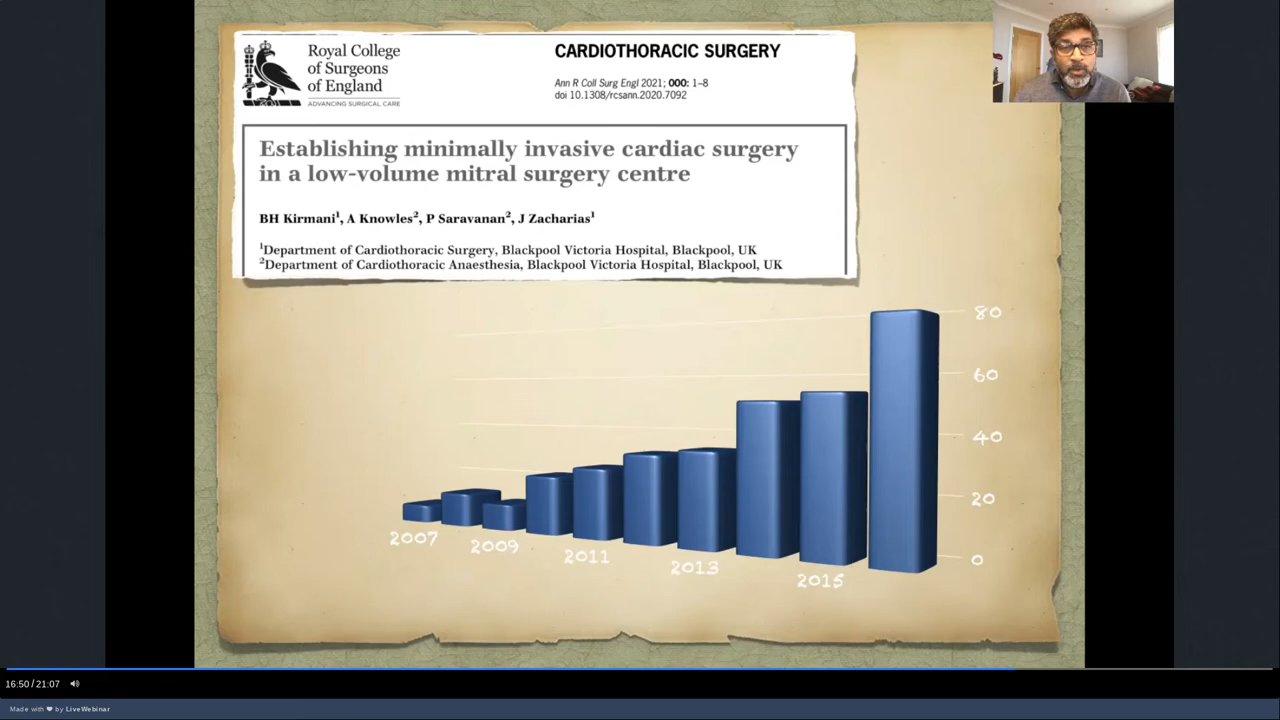 Royal College
of Surgeons
of England
ADVANCING SURGICAL CARE
CARDIOTHORACIC SURGERY
Ann R Coll Surg Engl 2021; 000: 1–8
doi 10.1308/rcsann.2020.7092
Establishing minimally invasive cardiac surgery
in a low-volume mitral surgery centre
BH Kirmani1, A Knowles2, P Saravanan2, J Zacharias1
1Department of Cardiothoracic Surgery, Blackpool Victoria Hospital, Blackpool, UK
2Department of Cardiothoracic Anaesthesia, Blackpool Victoria Hospital, Blackpool, UK
80
60
40
20
0
2007
2009
2011
2013
2015
16:50 / 21:07
Made with ❤ by LiveWebinar